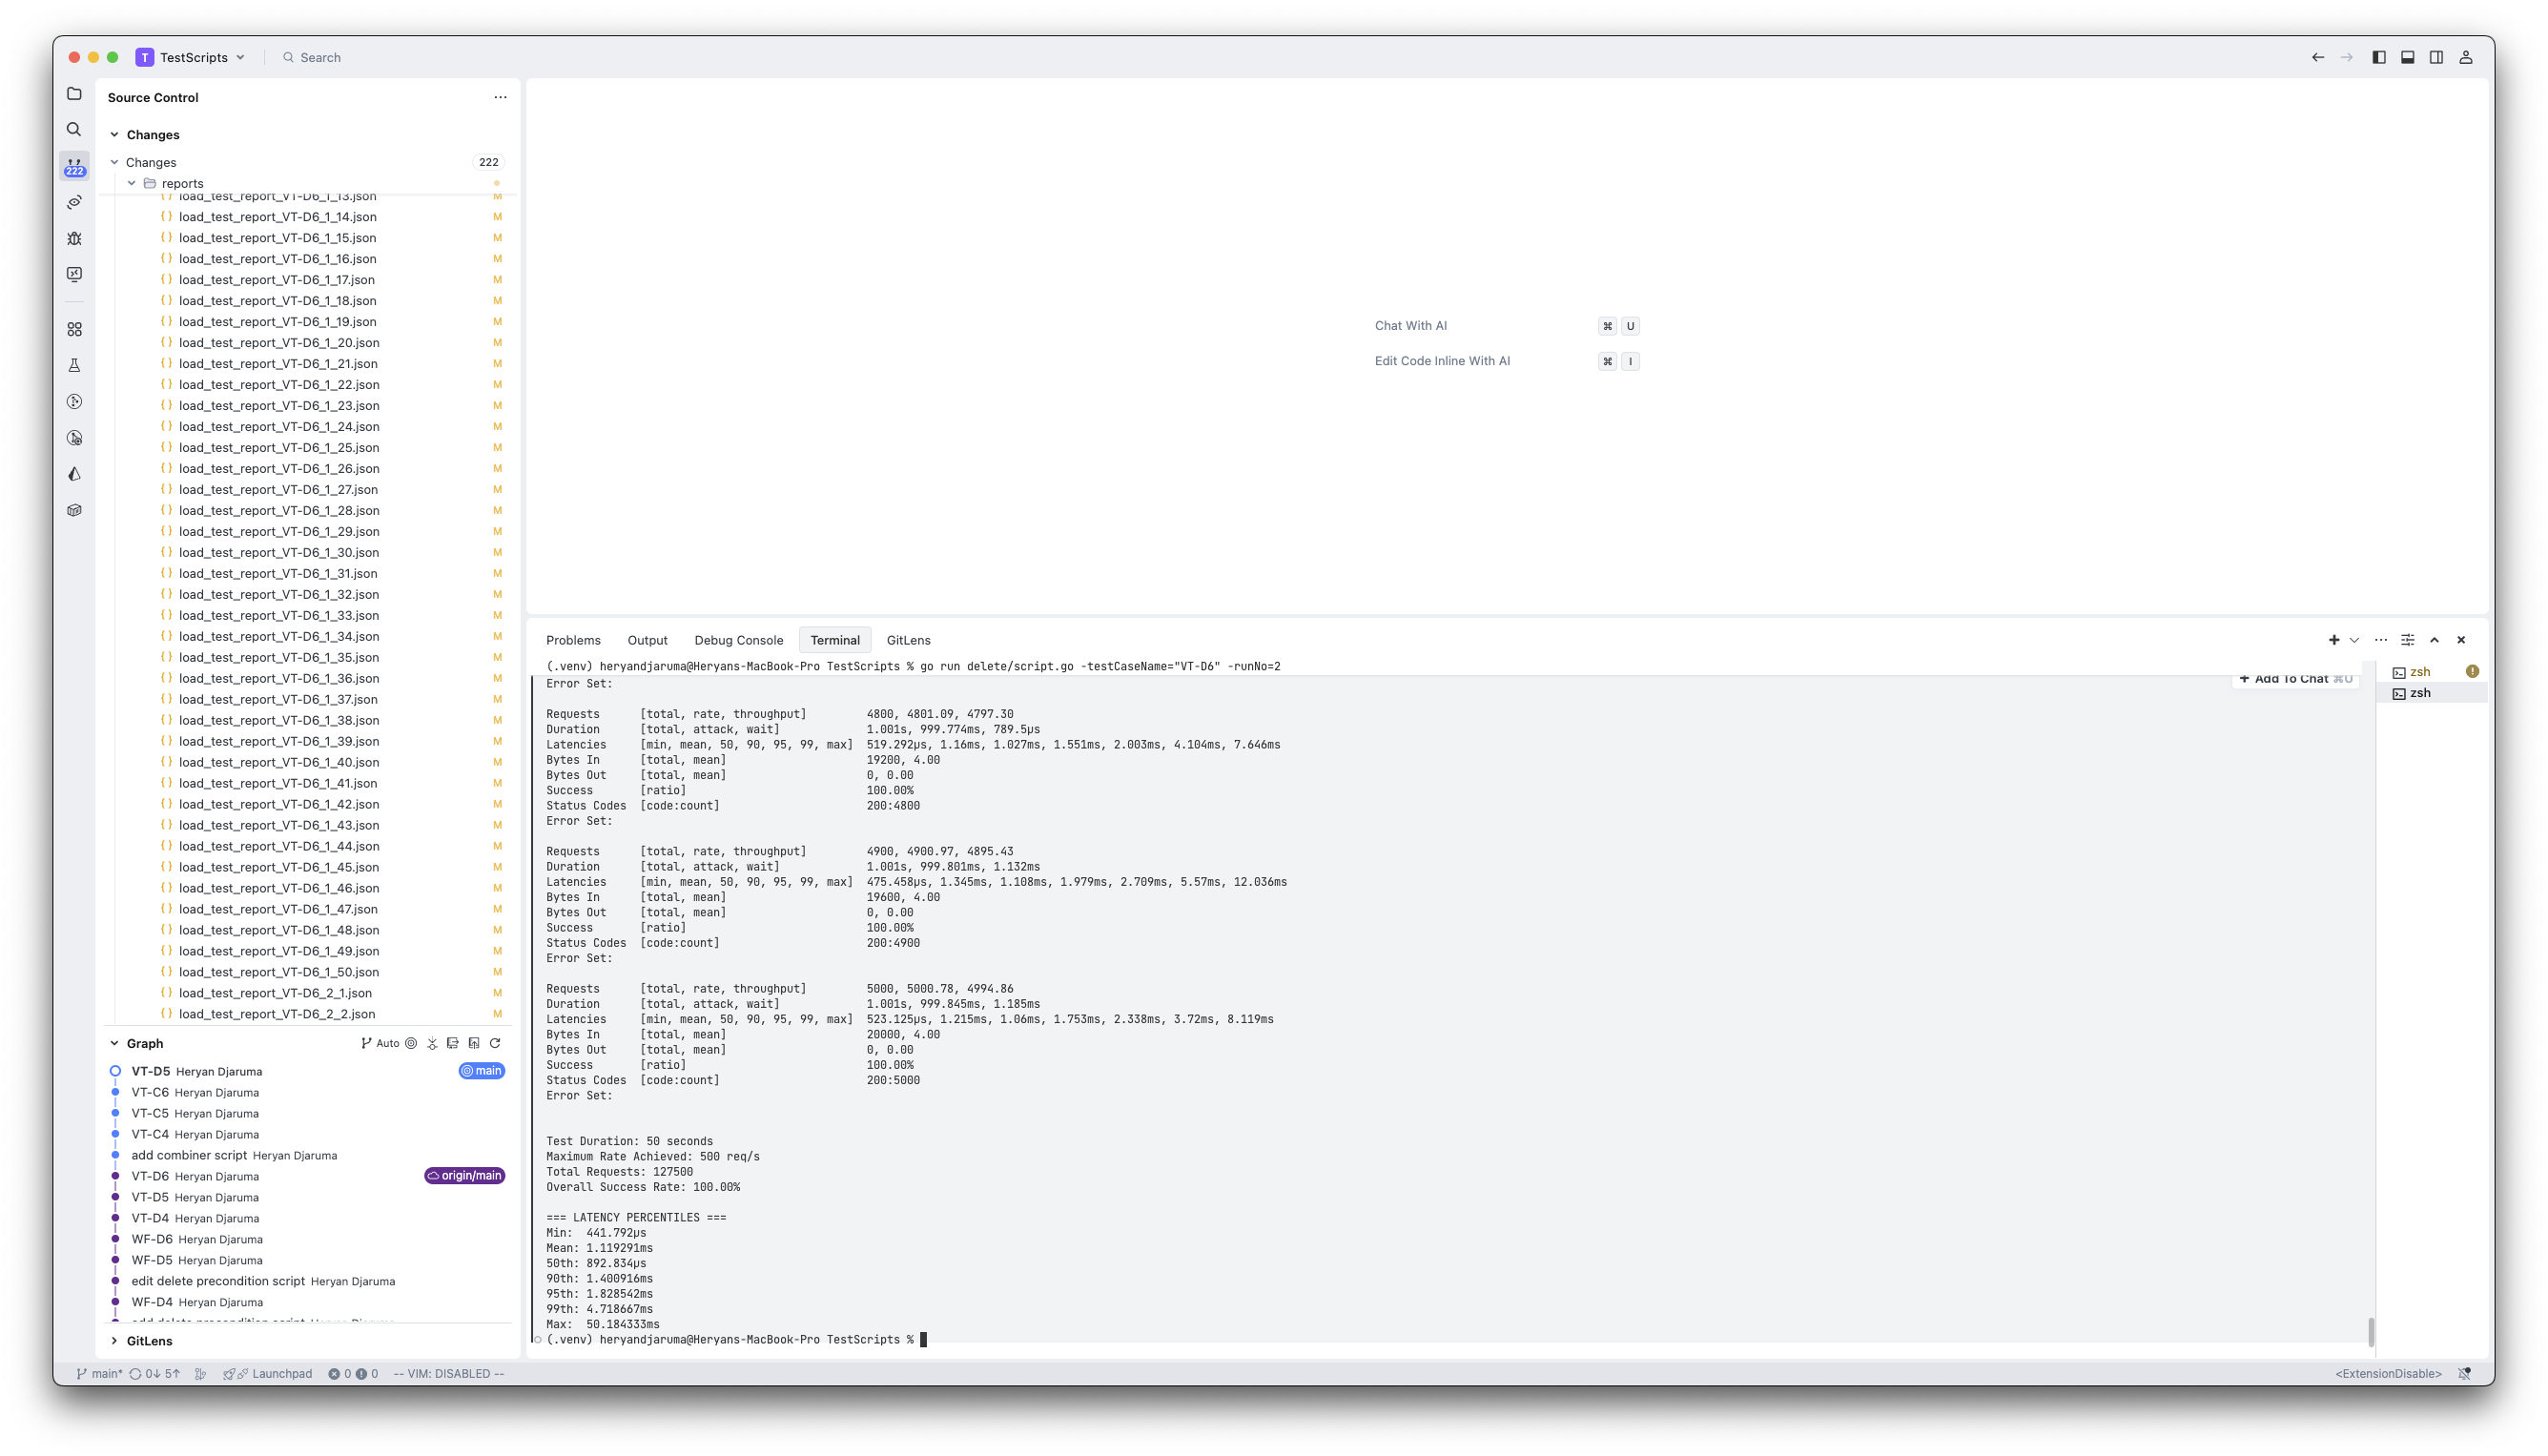 T TestScripts
Search
Source Control
Changes
Changes 222
222
reports
load_test_report_VT-D6_1_13.json M
load_test_report_VT-D6_1_14.json M
load_test_report_VT-D6_1_15.json M
load_test_report_VT-D6_1_16.json M
load_test_report_VT-D6_1_17.json M
load_test_report_VT-D6_1_18.json M
load_test_report_VT-D6_1_19.json M
load_test_report_VT-D6_1_20.json M
load_test_report_VT-D6_1_21.json M
load_test_report_VT-D6_1_22.json M
load_test_report_VT-D6_1_23.json M
load_test_report_VT-D6_1_24.json M
load_test_report_VT-D6_1_25.json M
load_test_report_VT-D6_1_26.json M
load_test_report_VT-D6_1_27.json M
load_test_report_VT-D6_1_28.json M
load_test_report_VT-D6_1_29.json M
load_test_report_VT-D6_1_30.json M
load_test_report_VT-D6_1_31.json M
load_test_report_VT-D6_1_32.json M
load_test_report_VT-D6_1_33.json M
load_test_report_VT-D6_1_34.json M
load_test_report_VT-D6_1_35.json M
load_test_report_VT-D6_1_36.json M
load_test_report_VT-D6_1_37.json M
load_test_report_VT-D6_1_38.json M
load_test_report_VT-D6_1_39.json M
load_test_report_VT-D6_1_40.json M
load_test_report_VT-D6_1_41.json M
load_test_report_VT-D6_1_42.json M
load_test_report_VT-D6_1_43.json M
load_test_report_VT-D6_1_44.json M
load_test_report_VT-D6_1_45.json M
load_test_report_VT-D6_1_46.json M
load_test_report_VT-D6_1_47.json M
load_test_report_VT-D6_1_48.json M
load_test_report_VT-D6_1_49.json M
load_test_report_VT-D6_1_50.json M
load_test_report_VT-D6_2_1.json M
load_test_report_VT-D6_2_2.json M
Graph Auto
VT-D5 Heryan Djaruma main
VT-C6 Heryan Djaruma
VT-C5 Heryan Djaruma
VT-C4 Heryan Djaruma
add combiner script Heryan Djaruma
VT-D6 Heryan Djaruma origin/main
VT-D5 Heryan Djaruma
VT-D4 Heryan Djaruma
WF-D6 Heryan Djaruma
WF-D5 Heryan Djaruma
edit delete precondition script Heryan Djaruma
WF-D4 Heryan Djaruma
add delete precondition script Heryan Djaruma
GitLens
Chat With AI ⌘ U
Edit Code Inline With AI ⌘ I
Problems Output Debug Console Terminal GitLens
(.venv) heryandjaruma@Heryans-MacBook-Pro TestScripts % go run delete/script.go -testCaseName="VT-D6" -runNo=2
+ Add To Chat ⌘U
zsh
zsh
Error Set:
Requests [total, rate, throughput] 4800, 4801.09, 4797.30
Duration [total, attack, wait] 1.001s, 999.774ms, 789.5µs
Latencies [min, mean, 50, 90, 95, 99, max] 519.292µs, 1.16ms, 1.027ms, 1.551ms, 2.003ms, 4.104ms, 7.646ms
Bytes In [total, mean] 19200, 4.00
Bytes Out [total, mean] 0, 0.00
Success [ratio] 100.00%
Status Codes [code:count] 200:4800
Error Set:
Requests [total, rate, throughput] 4900, 4900.97, 4895.43
Duration [total, attack, wait] 1.001s, 999.801ms, 1.132ms
Latencies [min, mean, 50, 90, 95, 99, max] 475.458µs, 1.345ms, 1.108ms, 1.979ms, 2.709ms, 5.57ms, 12.036ms
Bytes In [total, mean] 19600, 4.00
Bytes Out [total, mean] 0, 0.00
Success [ratio] 100.00%
Status Codes [code:count] 200:4900
Error Set:
Requests [total, rate, throughput] 5000, 5000.78, 4994.86
Duration [total, attack, wait] 1.001s, 999.845ms, 1.185ms
Latencies [min, mean, 50, 90, 95, 99, max] 523.125µs, 1.215ms, 1.06ms, 1.753ms, 2.338ms, 3.72ms, 8.119ms
Bytes In [total, mean] 20000, 4.00
Bytes Out [total, mean] 0, 0.00
Success [ratio] 100.00%
Status Codes [code:count] 200:5000
Error Set:
Test Duration: 50 seconds
Maximum Rate Achieved: 500 req/s
Total Requests: 127500
Overall Success Rate: 100.00%
=== LATENCY PERCENTILES ===
Min: 441.792µs
Mean: 1.119291ms
50th: 892.834µs
90th: 1.400916ms
95th: 1.828542ms
99th: 4.718667ms
Max: 50.184333ms
(.venv) heryandjaruma@Heryans-MacBook-Pro TestScripts %
main* 0↓ 5↑ Launchpad 0 0 -- VIM: DISABLED --
<ExtensionDisable>